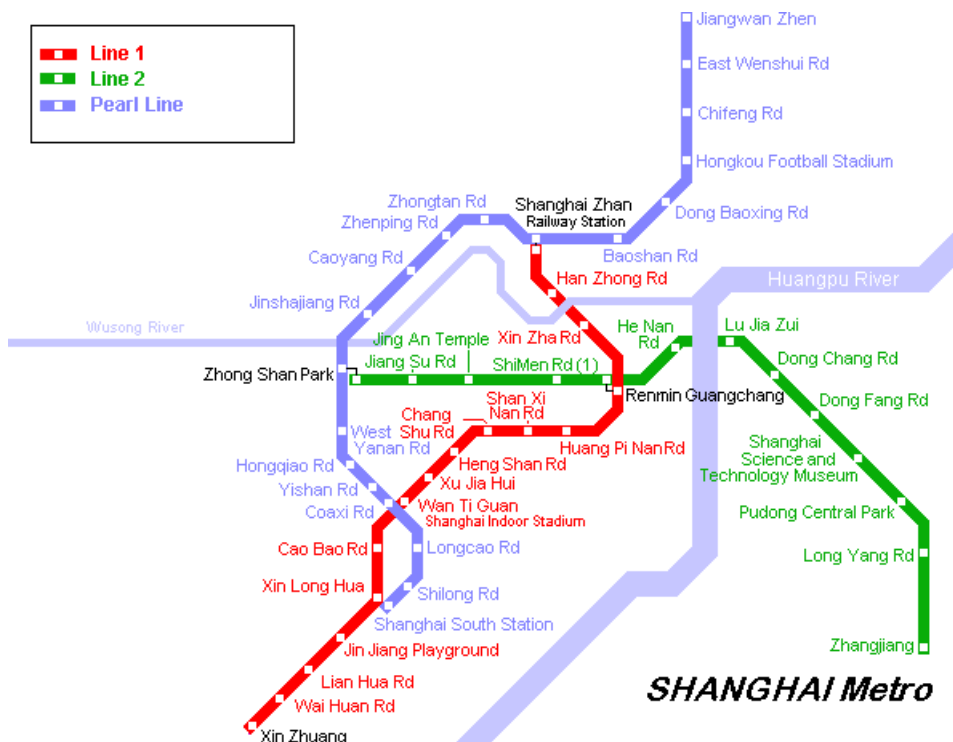 Line 1
Line 2
Pearl Line
Jiangwan Zhen
East Wenshui Rd
Chifeng Rd
Hongkou Football Stadium
Dong Baoxing Rd
Baoshan Rd
Shanghai Zhan
Railway Station
Zhongtan Rd
Zhenping Rd
Caoyang Rd
Jinshajiang Rd
Han Zhong Rd
Huangpu River
Wusong River
Xin Zha Rd
He Nan
Rd
Lu Jia Zui
Jing An Temple
Jiang Su Rd
ShiMen Rd (1)
Zhong Shan Park
Renmin Guangchang
Dong Chang Rd
Dong Fang Rd
Shanghai
Science and
Technology Museum
Pudong Central Park
Long Yang Rd
Zhangjiang
Shan Xi
Nan Rd
Chang
Shu Rd
Huang Pi Nan Rd
West
Yanan Rd
Heng Shan Rd
Hongqiao Rd
Xu Jia Hui
Yishan Rd
Wan Ti Guan
Shanghai Indoor Stadium
Coaxi Rd
Cao Bao Rd
Longcao Rd
Xin Long Hua
Shilong Rd
Shanghai South Station
Jin Jiang Playground
Lian Hua Rd
Wai Huan Rd
Xin Zhuang
SHANGHAI Metro